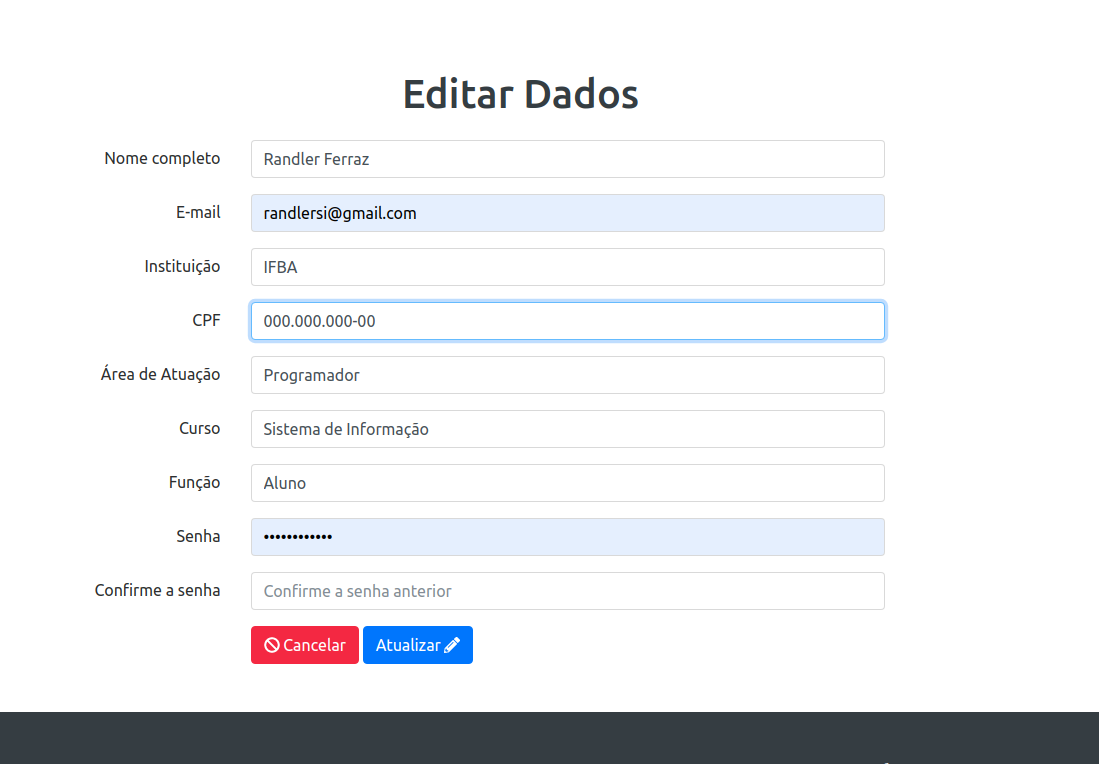 Editar Dados
Nome completo Randler Ferraz
E-mail randlersi@gmail.com
Instituição IFBA
CPF 000.000.000-00
Área de Atuação Programador
Curso Sistema de Informação
Função Aluno
Senha ••••••••••••
Confirme a senha Confirme a senha anterior
Cancelar Atualizar